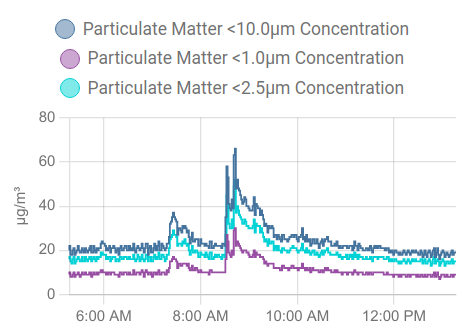 Particulate Matter <10.0μm Concentration
Particulate Matter <1.0μm Concentration
Particulate Matter <2.5μm Concentration
80
60
40
20
0
μg/m³
6:00 AM 8:00 AM 10:00 AM 12:00 PM